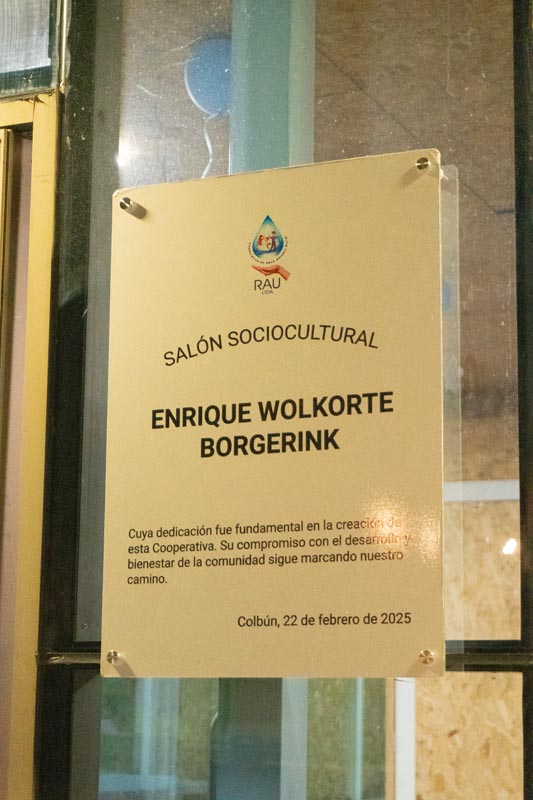 RAU
LTDA.
SALÓN SOCIOCULTURAL
ENRIQUE WOLKORTE
BORGERINK
Cuya dedicación fue fundamental en la creación de
esta Cooperativa. Su compromiso con el desarrollo y
bienestar de la comunidad sigue marcando nuestro
camino.
Colbún, 22 de febrero de 2025